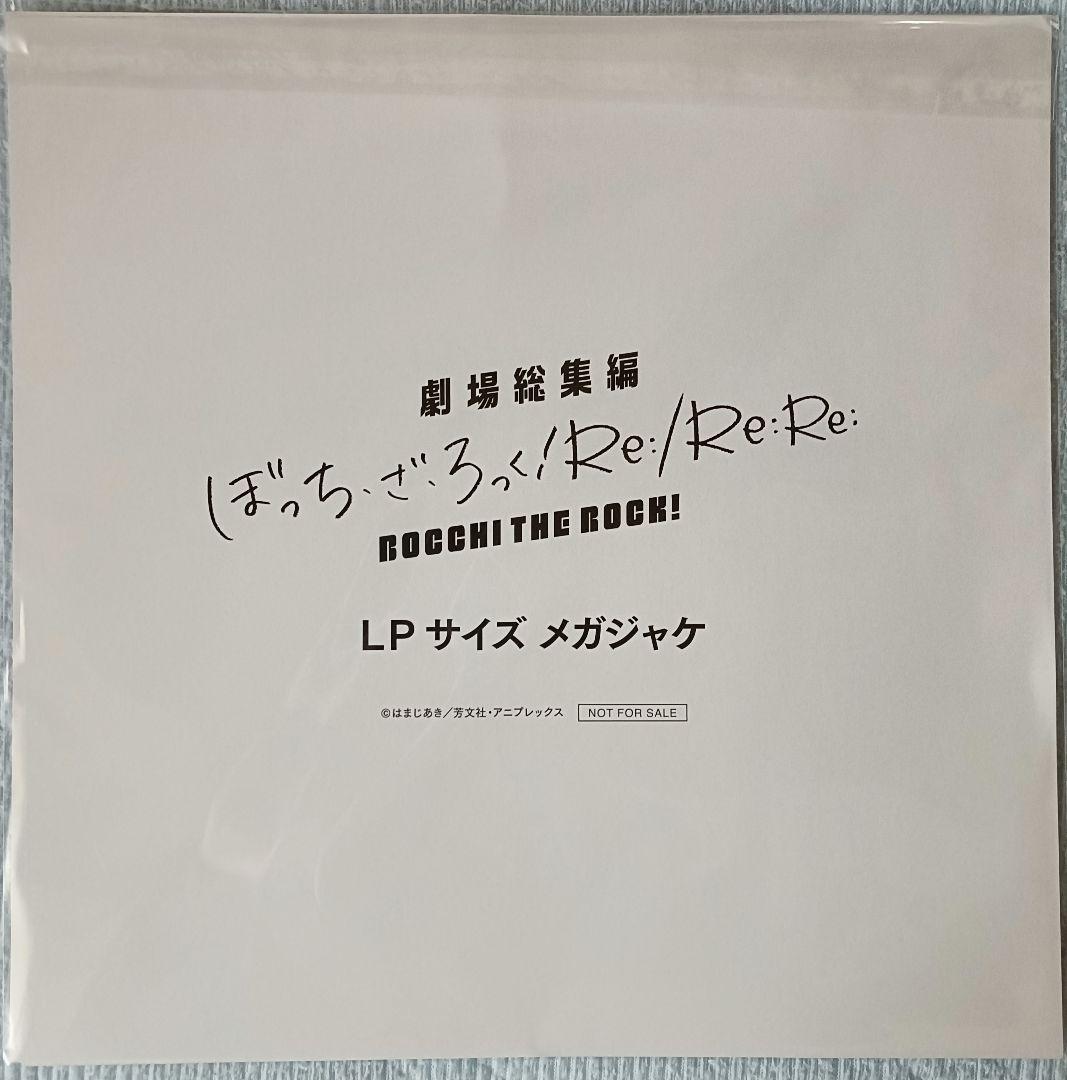 劇場総集編
ぼっち・ざ・ろっく!Re:/Re:Re:
BOCCHI THE ROCK!
LPサイズ メガジャケ
©はまじあき/芳文社・アニプレックス NOT FOR SALE